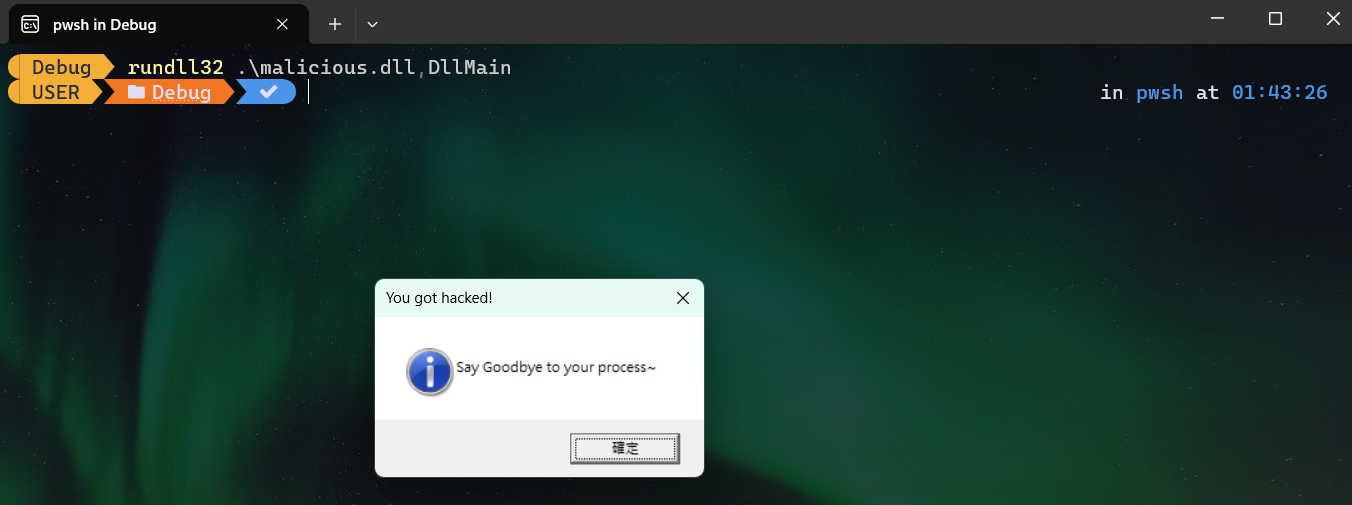 pwsh in Debug
Debug rundll32 .\malicious.dll,DllMain
USER Debug in pwsh at 01:43:26
You got hacked!
Say Goodbye to your process~
確定